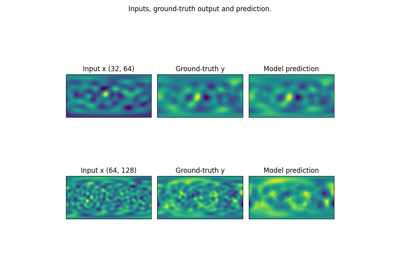 Inputs, ground-truth output and prediction.
Input x (32, 64) Ground-truth y Model prediction
Input x (64, 128) Ground-truth y Model prediction